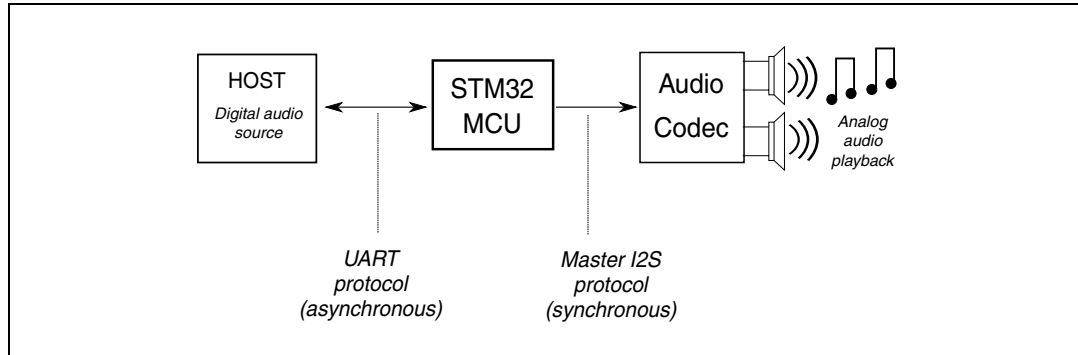 HOST
Digital audio
source
STM32
MCU
Audio
Codec
Analog
audio
playback
UART
protocol
(asynchronous)
Master I2S
protocol
(synchronous)